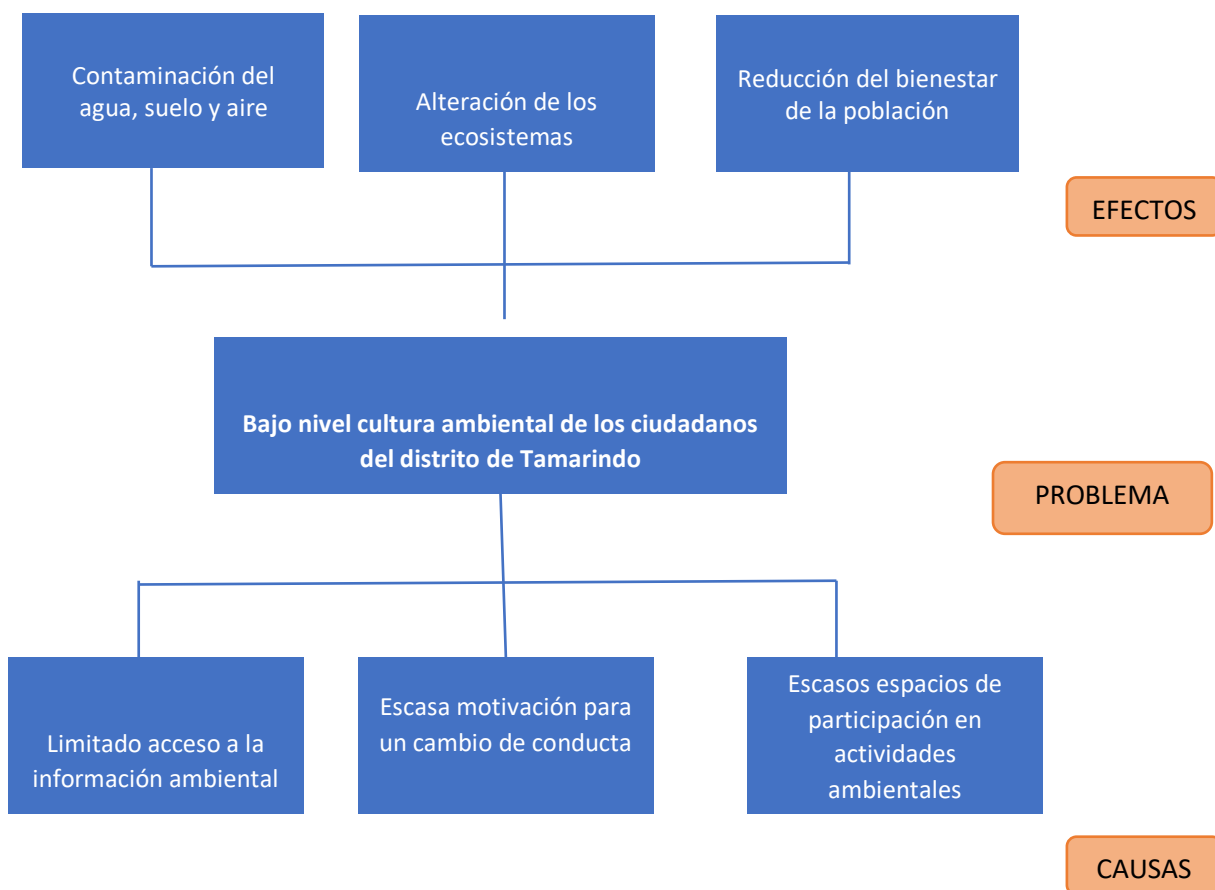 Contaminación del
agua, suelo y aire
Alteración de los
ecosistemas
Reducción del bienestar
de la población
EFECTOS
Bajo nivel cultura ambiental de los ciudadanos
del distrito de Tamarindo
PROBLEMA
Limitado acceso a la
información ambiental
Escasa motivación para
un cambio de conducta
Escasos espacios de
participación en
actividades
ambientales
CAUSAS